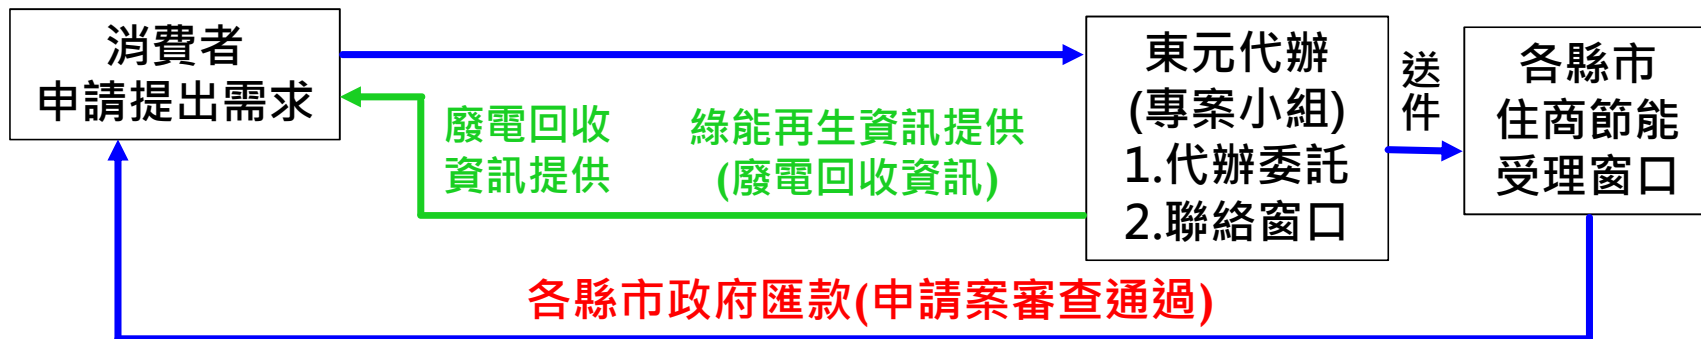 消費者
申請提出需求
廢電回收
資訊提供
綠能再生資訊提供
(廢電回收資訊)
東元代辦
(專案小組)
1.代辦委託
2.聯絡窗口
送
件
各縣市
住商節能
受理窗口
各縣市政府匯款(申請案審查通過)